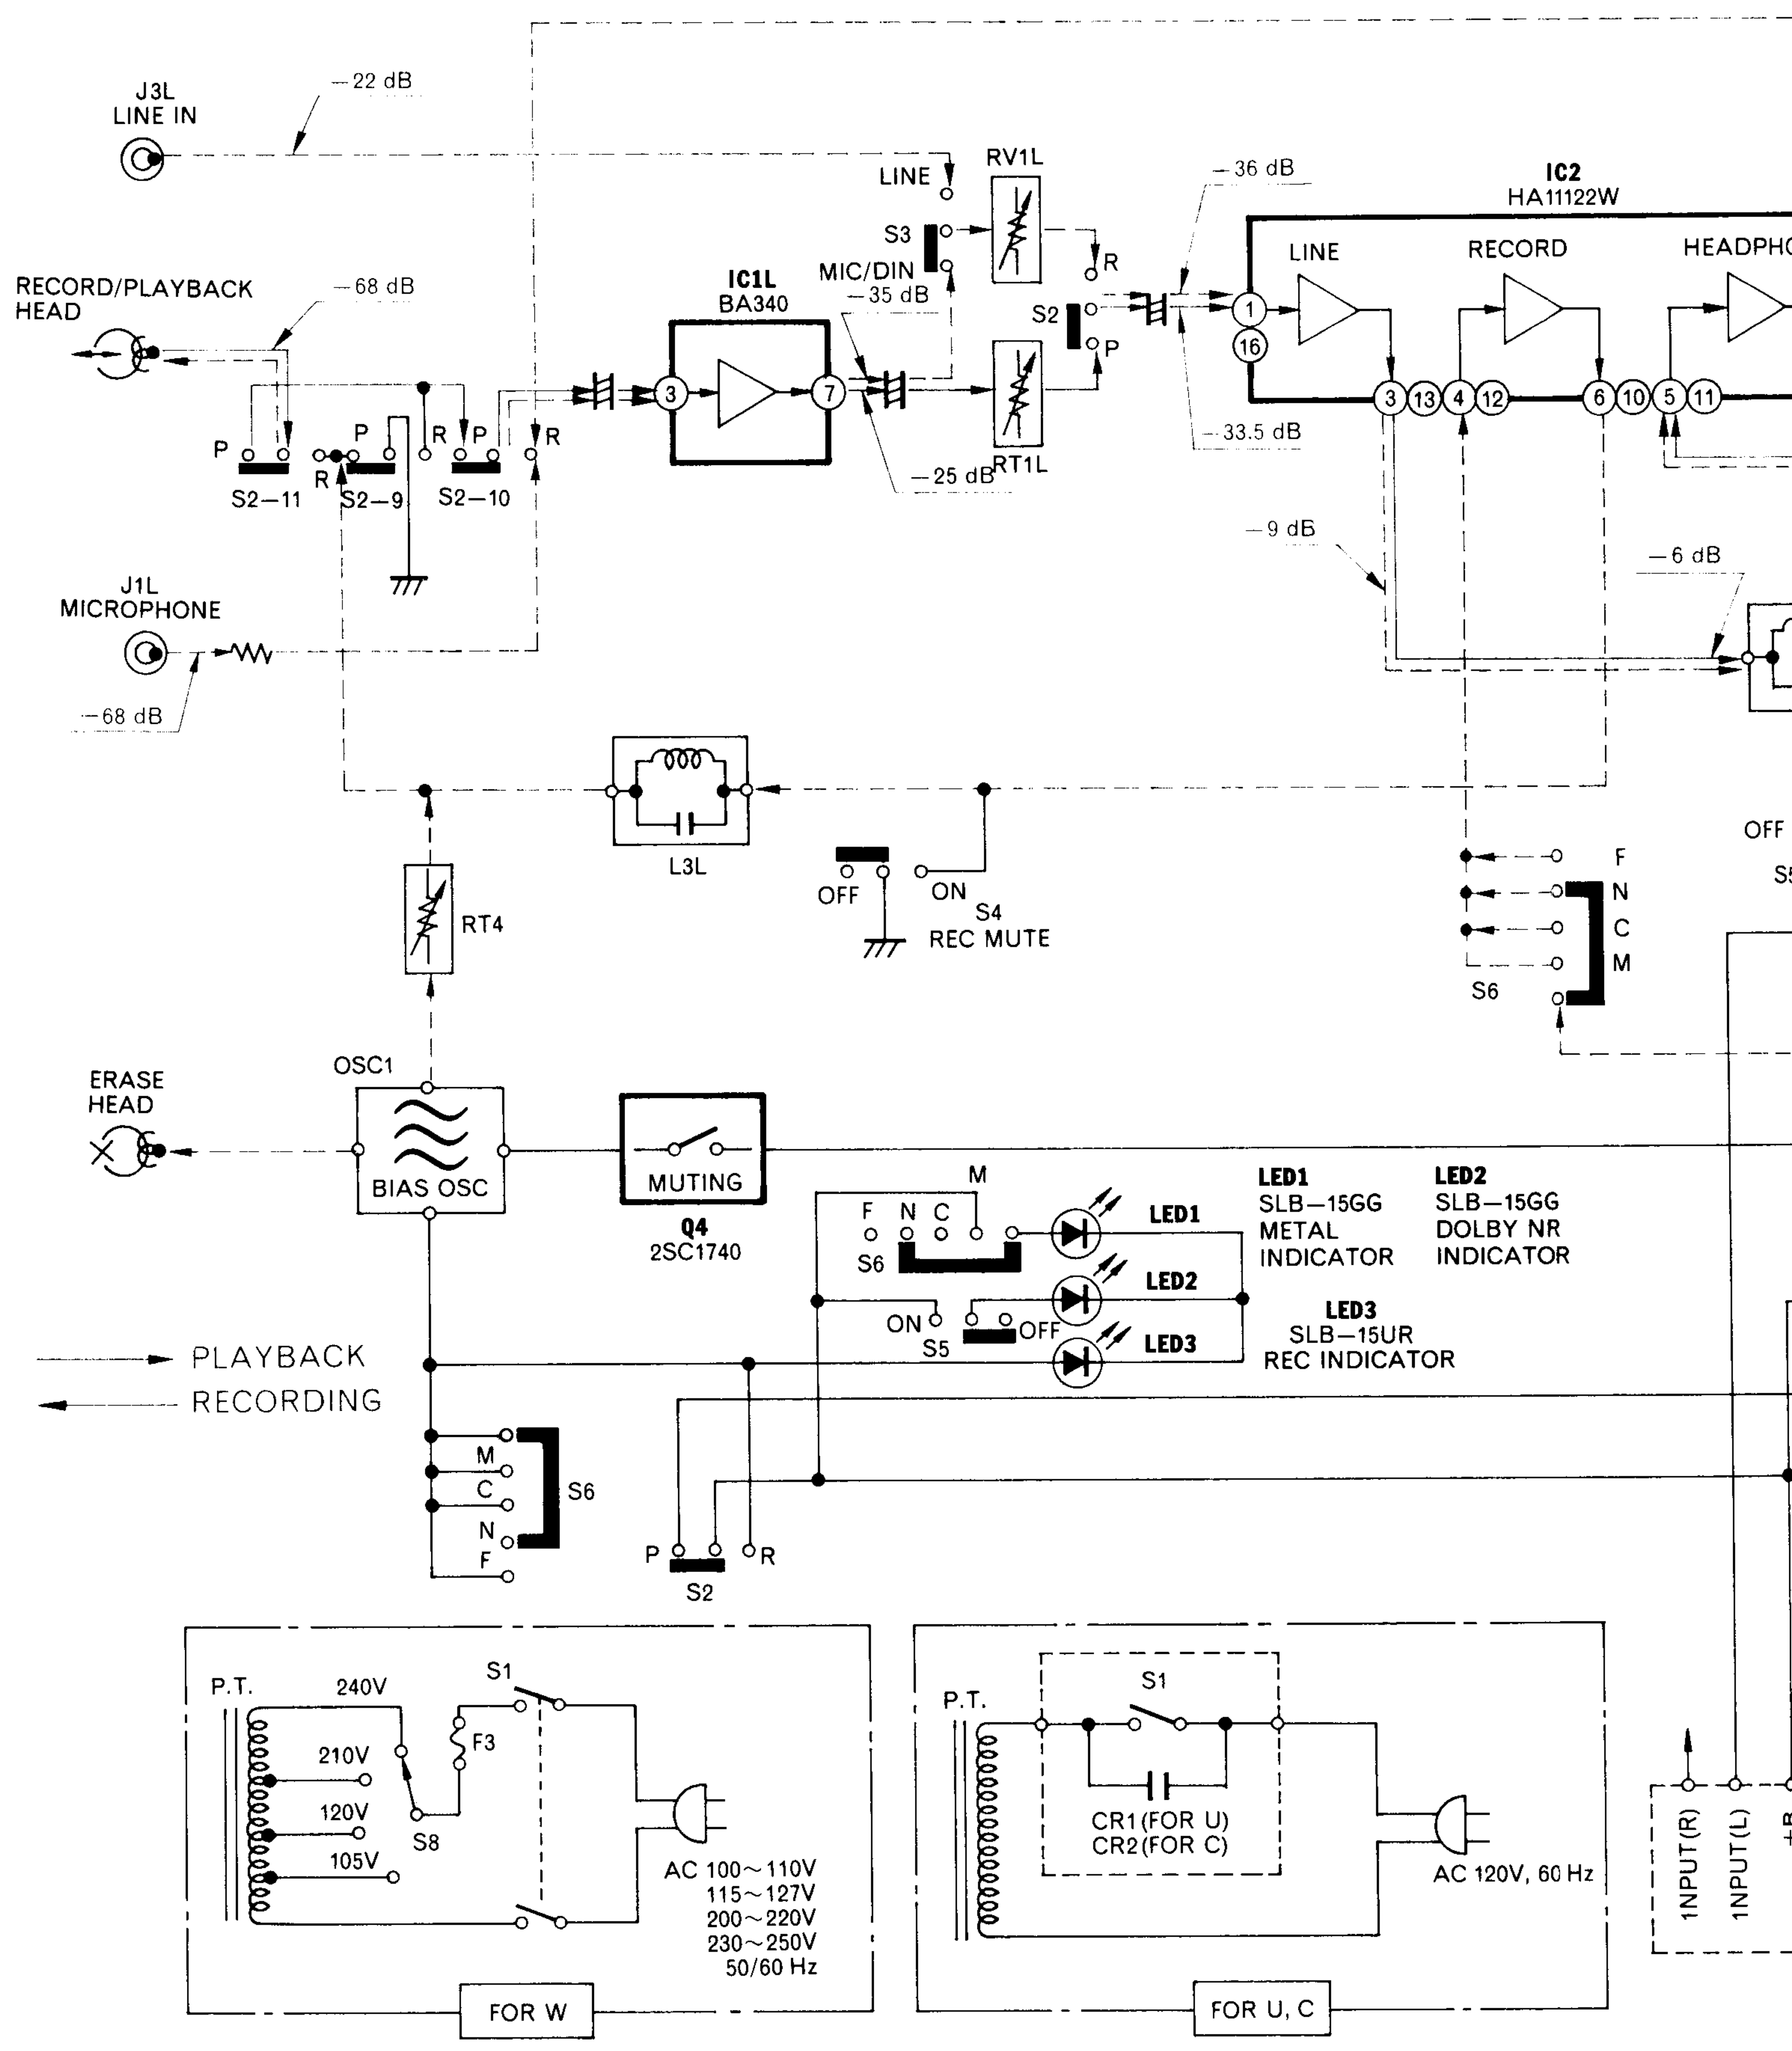 J3L
LINE IN
—22 dB
LINE
RV1L
—36 dB
IC2
HA11122W
S3
MIC/DIN
R
LINE
RECORD
RECORD/PLAYBACK
HEAD
—68 dB
IC1L
BA340
—35 dB
S2
P
1
16
3
7
3
13
4
12
6
10
5
11
P
R
S2—11
P
S2—9
R
P
S2—10
R
—25 dB
RT1L
—33.5 dB
—9 dB
—6 dB
J1L
MICROPHONE
—68 dB
L3L
OFF
ON
S4
REC MUTE
RT4
OFF
F
N
C
M
S6
OSC1
ERASE
HEAD
BIAS OSC
MUTING
Q4
2SC1740
M
F N C
S6
LED1
LED1
SLB—15GG
METAL
INDICATOR
LED2
SLB—15GG
DOLBY NR
INDICATOR
LED2
ON
S5
OFF
LED3
LED3
SLB—15UR
REC INDICATOR
PLAYBACK
RECORDING
M
C
N
F
S6
P
R
S2
P.T.
240V
210V
120V
105V
S8
F3
S1
AC 100~110V
115~127V
200~220V
230~250V
50/60 Hz
FOR W
P.T.
S1
CR1(FOR U)
CR2(FOR C)
AC 120V, 60 Hz
FOR U, C
1NPUT(R)
1NPUT(L)